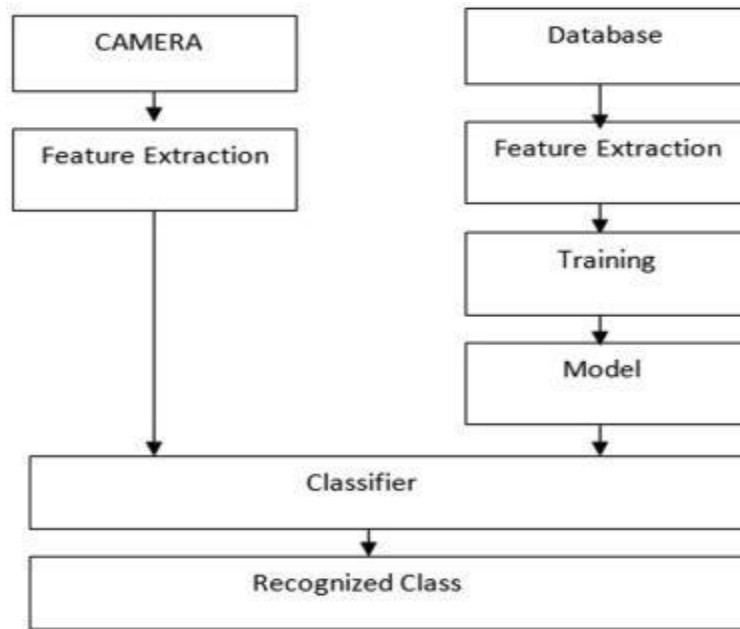 CAMERA
Database
Feature Extraction
Feature Extraction
Training
Model
Classifier
Recognized Class